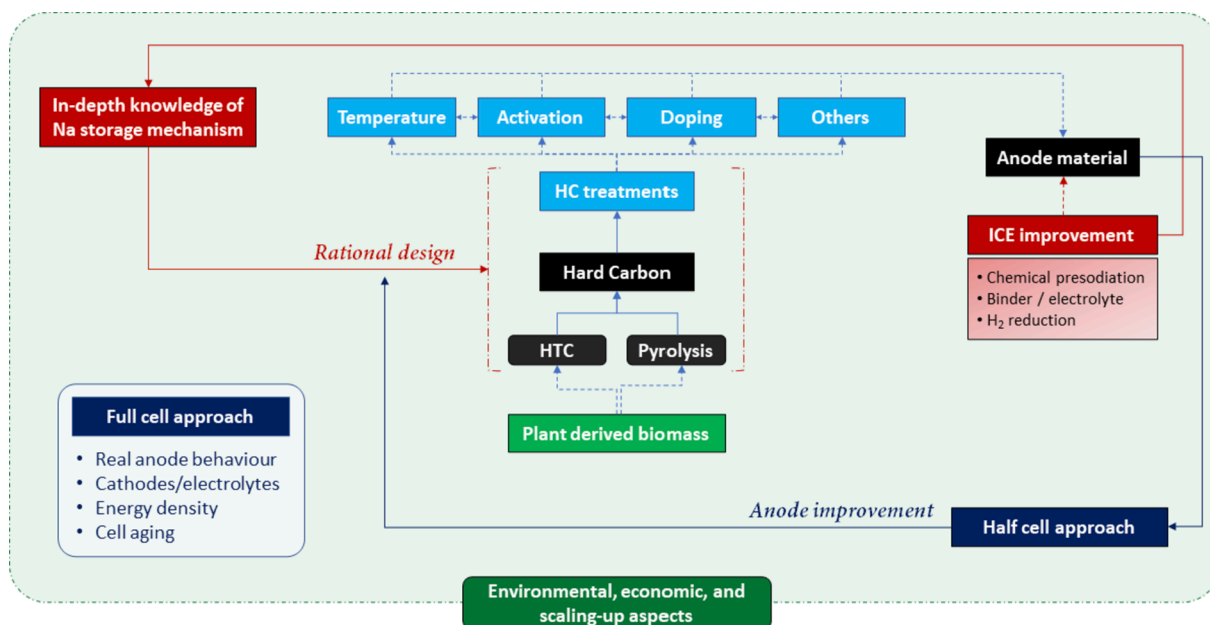 In-depth knowledge of
Na storage mechanism
Temperature
Activation
Doping
Others
Anode material
HC treatments
ICE improvement
• Chemical presodiation
• Binder / electrolyte
• H₂ reduction
Rational design
Hard Carbon
HTC
Pyrolysis
Plant derived biomass
Full cell approach
• Real anode behaviour
• Cathodes/electrolytes
• Energy density
• Cell aging
Anode improvement
Half cell approach
Environmental, economic, and
scaling-up aspects